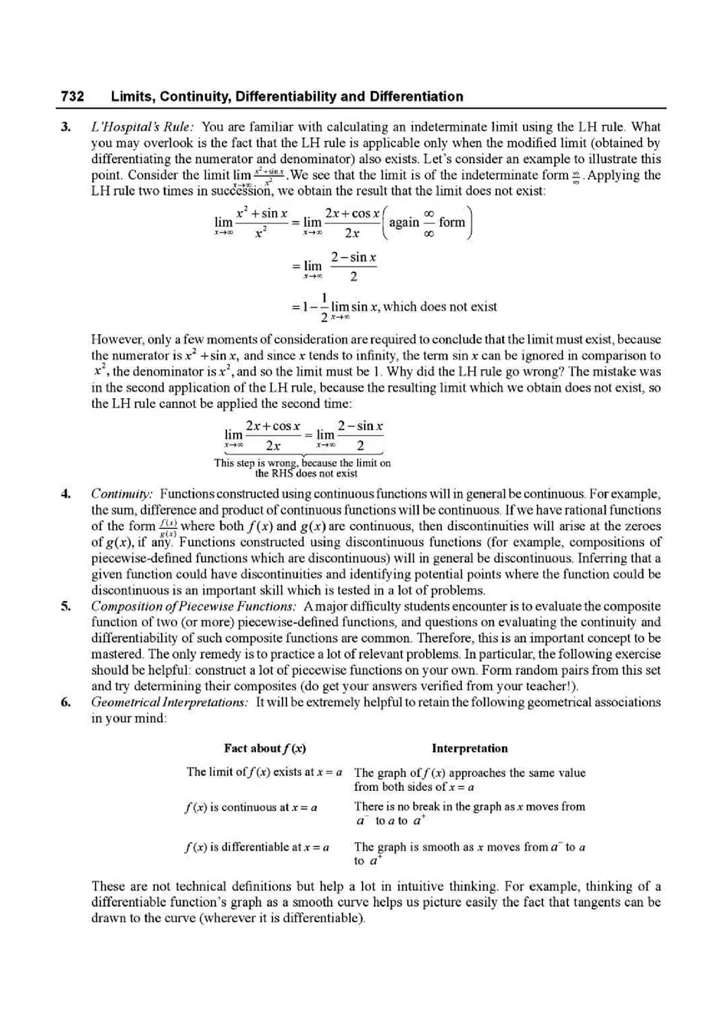 732 Limits, Continuity, Differentiability and Differentiation
3. L'Hospital's Rule: You are familiar with calculating an indeterminate limit using the LH rule. What
you may overlook is the fact that the LH rule is applicable only when the modified limit (obtained by
differentiating the numerator and denominator) also exists. Let's consider an example to illustrate this
point. Consider the limit lim x→∞ (x² + sin x)/x². We see that the limit is of the indeterminate form ∞/∞. Applying the
LH rule two times in succession, we obtain the result that the limit does not exist:
lim x→∞ (x² + sin x)/x² = lim x→∞ (2x + cos x)/2x (again ∞/∞ form)
= lim x→∞ (2 − sin x)/2
= 1 − 1/2 lim x→∞ sin x, which does not exist
However, only a few moments of consideration are required to conclude that the limit must exist, because
the numerator is x² + sin x, and since x tends to infinity, the term sin x can be ignored in comparison to
x², the denominator is x², and so the limit must be 1. Why did the LH rule go wrong? The mistake was
in the second application of the LH rule, because the resulting limit which we obtain does not exist, so
the LH rule cannot be applied the second time:
lim x→∞ (2x + cos x)/2x = lim x→∞ (2 − sin x)/2
This step is wrong, because the limit on
the RHS does not exist
4. Continuity: Functions constructed using continuous functions will in general be continuous. For example,
the sum, difference and product of continuous functions will be continuous. If we have rational functions
of the form f(x)/g(x) where both f(x) and g(x) are continuous, then discontinuities will arise at the zeroes
of g(x), if any. Functions constructed using discontinuous functions (for example, compositions of
piecewise-defined functions which are discontinuous) will in general be discontinuous. Inferring that a
given function could have discontinuities and identifying potential points where the function could be
discontinuous is an important skill which is tested in a lot of problems.
5. Composition of Piecewise Functions: A major difficulty students encounter is to evaluate the composite
function of two (or more) piecewise-defined functions, and questions on evaluating the continuity and
differentiability of such composite functions are common. Therefore, this is an important concept to be
mastered. The only remedy is to practice a lot of relevant problems. In particular, the following exercise
should be helpful: construct a lot of piecewise functions on your own. Form random pairs from this set
and try determining their composites (do get your answers verified from your teacher!).
6. Geometrical Interpretations: It will be extremely helpful to retain the following geometrical associations
in your mind:
Fact about f (x) Interpretation
The limit of f (x) exists at x = a The graph of f (x) approaches the same value
from both sides of x = a
f (x) is continuous at x = a There is no break in the graph as x moves from
a⁻ to a to a⁺
f (x) is differentiable at x = a The graph is smooth as x moves from a⁻ to a
to a⁺
These are not technical definitions but help a lot in intuitive thinking. For example, thinking of a
differentiable function's graph as a smooth curve helps us picture easily the fact that tangents can be
drawn to the curve (wherever it is differentiable).